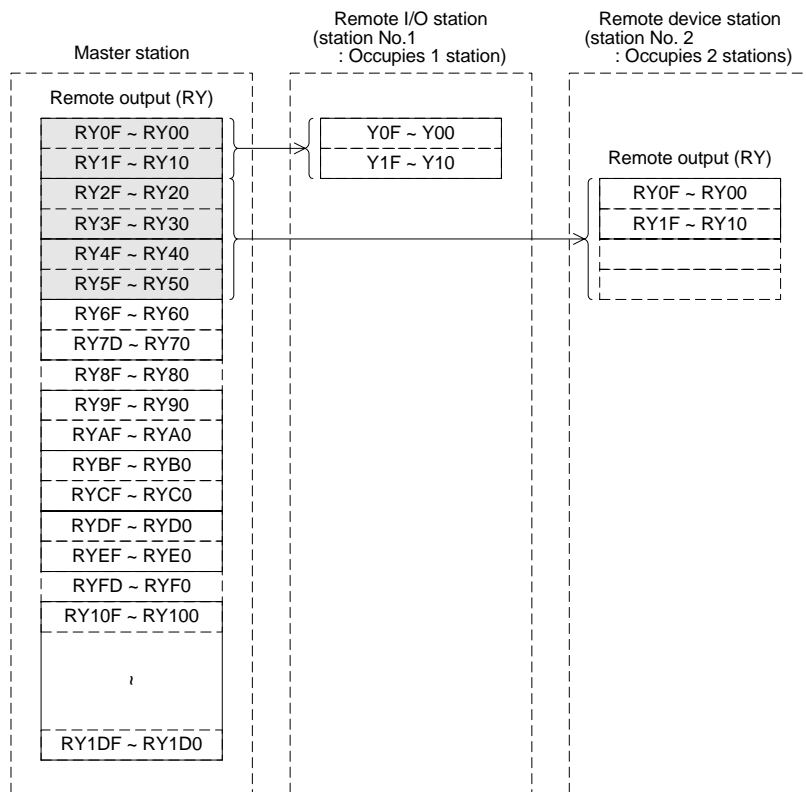 Master station
Remote output (RY)
RY0F ~ RY00
RY1F ~ RY10
RY2F ~ RY20
RY3F ~ RY30
RY4F ~ RY40
RY5F ~ RY50
RY6F ~ RY60
RY7D ~ RY70
RY8F ~ RY80
RY9F ~ RY90
RYAF ~ RYA0
RYBF ~ RYB0
RYCF ~ RYC0
RYDF ~ RYD0
RYEF ~ RYE0
RYFD ~ RYF0
RY10F ~ RY100
~
RY1DF ~ RY1D0
Remote I/O station
(station No.1
: Occupies 1 station)
Y0F ~ Y00
Y1F ~ Y10
Remote device station
(station No. 2
: Occupies 2 stations)
Remote output (RY)
RY0F ~ RY00
RY1F ~ RY10